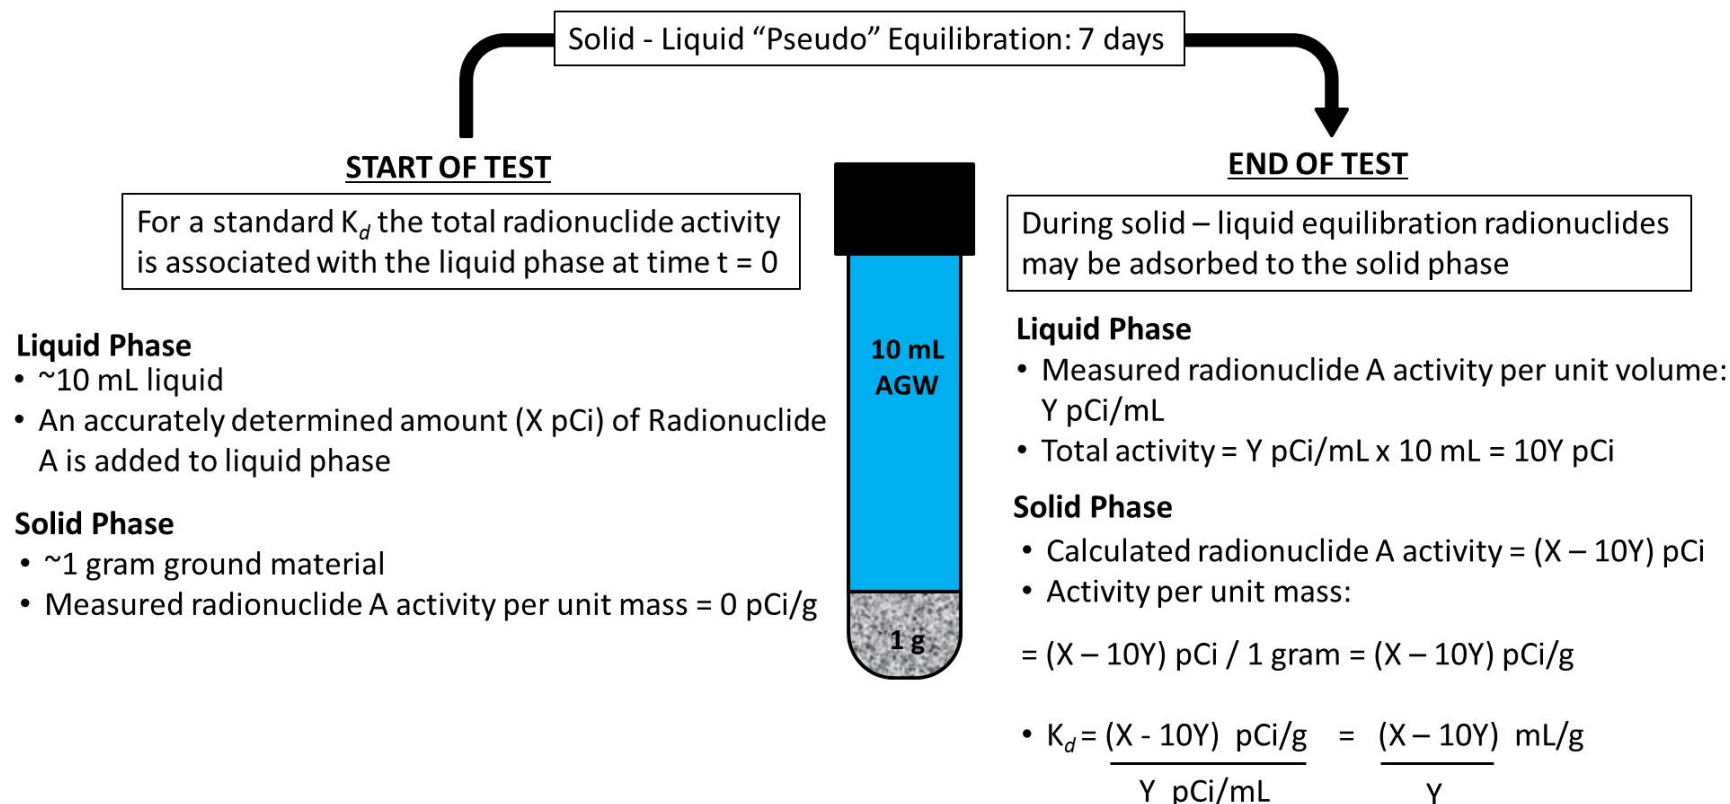 Solid - Liquid “Pseudo” Equilibration: 7 days
START OF TEST
For a standard Kd the total radionuclide activity
is associated with the liquid phase at time t = 0
Liquid Phase
• ~10 mL liquid
• An accurately determined amount (X pCi) of Radionuclide
A is added to liquid phase
Solid Phase
• ~1 gram ground material
• Measured radionuclide A activity per unit mass = 0 pCi/g
10 mL
AGW
1 g
END OF TEST
During solid – liquid equilibration radionuclides
may be adsorbed to the solid phase
Liquid Phase
• Measured radionuclide A activity per unit volume:
Y pCi/mL
• Total activity = Y pCi/mL x 10 mL = 10Y pCi
Solid Phase
• Calculated radionuclide A activity = (X – 10Y) pCi
• Activity per unit mass:
= (X – 10Y) pCi / 1 gram = (X – 10Y) pCi/g
• Kd = (X - 10Y) pCi/g = (X – 10Y) mL/g
Y pCi/mL Y